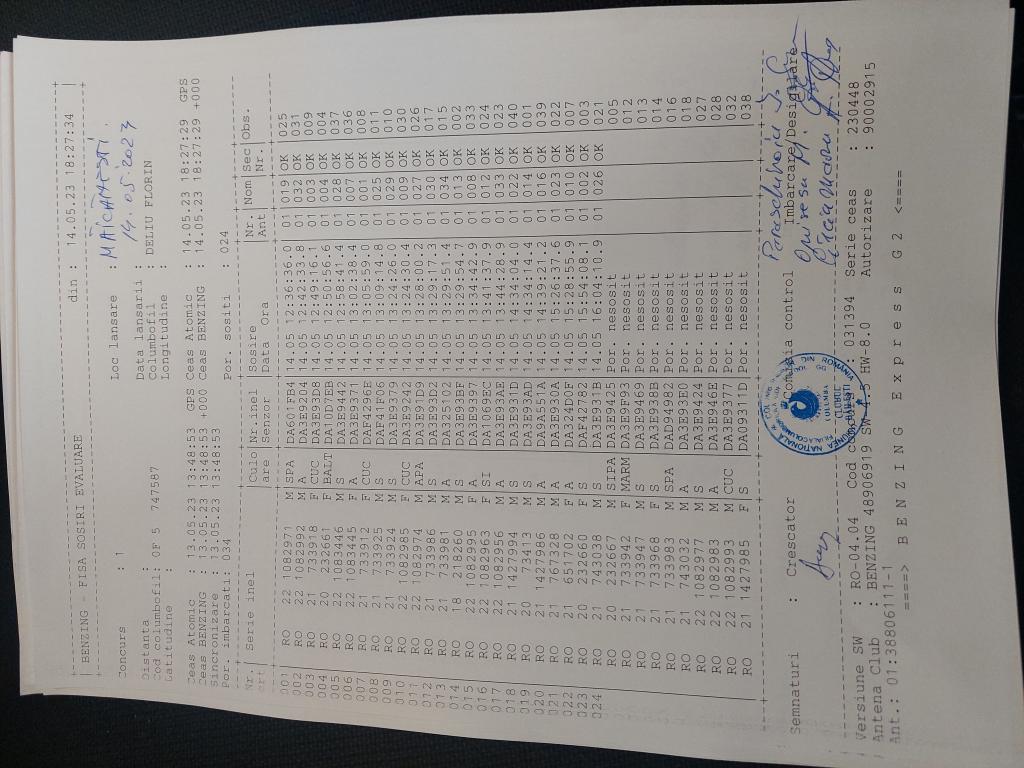 BENZING - FISA SOSIRI EVALUARE din : 14.05.23 18:27:34
Concurs : 1 Loc lansare : MAICANESTI
Data lansarii : 14.05.2023
Distanta : Columbofil : DELIU FLORIN
Cod columbofil: OF 5 747587 Longitudine :
Latitudine :
Ceas Atomic : 13.05.23 13:48:53 GPS Ceas Atomic : 14.05.23 18:27:29 GPS
Ceas BENZING : 13.05.23 13:48:53 +000 Ceas BENZING : 14.05.23 18:27:29 +000
Sincronizare : 13.05.23 13:48:53
Por. imbarcati: 034 Por. sositi : 024
Nr. Serie inel Culo Nr.inel Sosire Nr. Nom Sec Obs.
crt are Senzor Data Ora Ant Nr.
001 RO 22 1082971 M SPA DA601FB4 14.05 12:36:36.0 01 019 OK 025
002 RO 22 1082992 M A DA3E9204 14.05 12:42:33.8 01 032 OK 031
003 RO 21 733918 F CUC DA3E93D8 14.05 12:49:16.1 01 003 OK 009
004 RO 20 232661 F BALT DA10D7EB 14.05 12:50:56.6 01 004 OK 004
005 RO 22 1083446 M S DA3E9442 14.05 12:58:41.4 01 028 OK 037
006 RO 22 1083445 F A DA3E9371 14.05 13:02:38.4 01 007 OK 036
007 RO 21 733912 F CUC DAF4256E 14.05 13:05:59.0 01 001 OK 008
008 RO 21 733925 M S DAF41F06 14.05 13:09:14.8 01 025 OK 011
009 RO 21 733924 M S DA3E9379 14.05 13:24:26.4 01 029 OK 010
010 RO 22 1082985 F CUC DA3E9243 14.05 13:28:30.4 01 009 OK 030
011 RO 22 1082974 M APA DA3E93B2 14.05 13:28:00.2 01 027 OK 026
012 RO 21 733986 M S DA3E93D2 14.05 13:29:17.3 01 030 OK 017
013 RO 21 733981 M A DA325102 14.05 13:29:51.4 01 034 OK 015
014 RO 18 218260 M S DA3E93BF 14.05 13:29:54.7 01 013 OK 002
015 RO 22 1082995 F A DA3E9397 14.05 13:34:42.9 01 008 OK 033
016 RO 22 1082963 F SI DA1069EC 14.05 13:41:37.9 01 012 OK 024
017 RO 22 1082956 M A DA3E93AE 14.05 13:44:28.9 01 033 OK 023
018 RO 21 1427994 M S DA3E931D 14.05 14:34:04.0 01 022 OK 040
019 RO 20 73413 M S DA3E93AD 14.05 14:34:14.4 01 014 OK 001
020 RO 21 1427986 M A DA9A251A 14.05 14:39:21.2 01 016 OK 039
021 RO 21 767328 M A DA3E930A 14.05 15:26:37.6 01 023 OK 022
022 RO 21 651702 F A DA324D0F 14.05 15:28:55.9 01 010 OK 007
023 RO 20 232660 F S DAF42782 14.05 15:54:08.1 01 002 OK 003
024 RO 21 743038 M S DA3E931B 14.05 16:04:10.9 01 026 OK 021
RO 20 232667 M SIPA DA3E9425 Por. nesosit 005
RO 21 733942 F MARM DA3E9F93 Por. nesosit 012
RO 21 733947 M S DA3E9469 Por. nesosit 013
RO 21 733968 F S DA3E93BB Por. nesosit 014
RO 21 733983 M SPA DAD94982 Por. nesosit 016
RO 21 743032 M A DA3E93E0 Por. nesosit 018
RO 22 1082977 M S DA3E9424 Por. nesosit 027
RO 22 1082983 M A DA3E944E Por. nesosit 028
RO 22 1082993 M CUC DA3E9377 Por. nesosit 032
RO 21 1427985 F S DA09311D Por. nesosit 038
Semnaturi : Crescator Comisia control Imbarcare/Desigilare
Versiune SW : RO-04.04 Cod concurs: 031394 Serie ceas : 230448
Antena Club : BENZING 48906919 SW 4.5 HW 8.0 Autorizare : 90002915
Ant.: 01:38806111-1
====> B E N Z I N G E x p r e s s G 2 <====